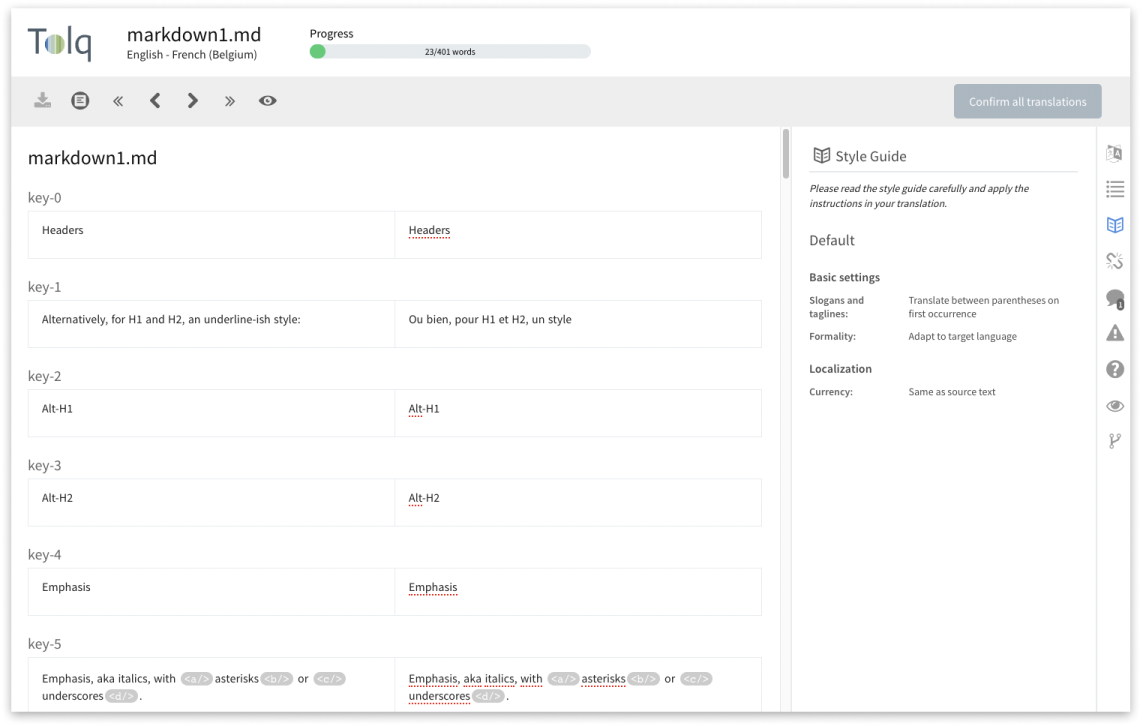 Tolq
markdown1.md
English - French (Belgium)
Progress
23/401 words
Confirm all translations
markdown1.md
key-0
Headers
Headers
key-1
Alternatively, for H1 and H2, an underline-ish style:
Ou bien, pour H1 et H2, un style
key-2
Alt-H1
Alt-H1
key-3
Alt-H2
Alt-H2
key-4
Emphasis
Emphasis
key-5
Emphasis, aka italics, with <a/> asterisks <b/> or <c/>
underscores <d/> .
Emphasis, aka italics, with <a/> asterisks <b/> or <c/>
underscores <d/> .
Style Guide
Please read the style guide carefully and apply the
instructions in your translation.
Default
Basic settings
Slogans and
taglines:
Translate between parentheses on
first occurrence
Formality:
Adapt to target language
Localization
Currency:
Same as source text
A
1